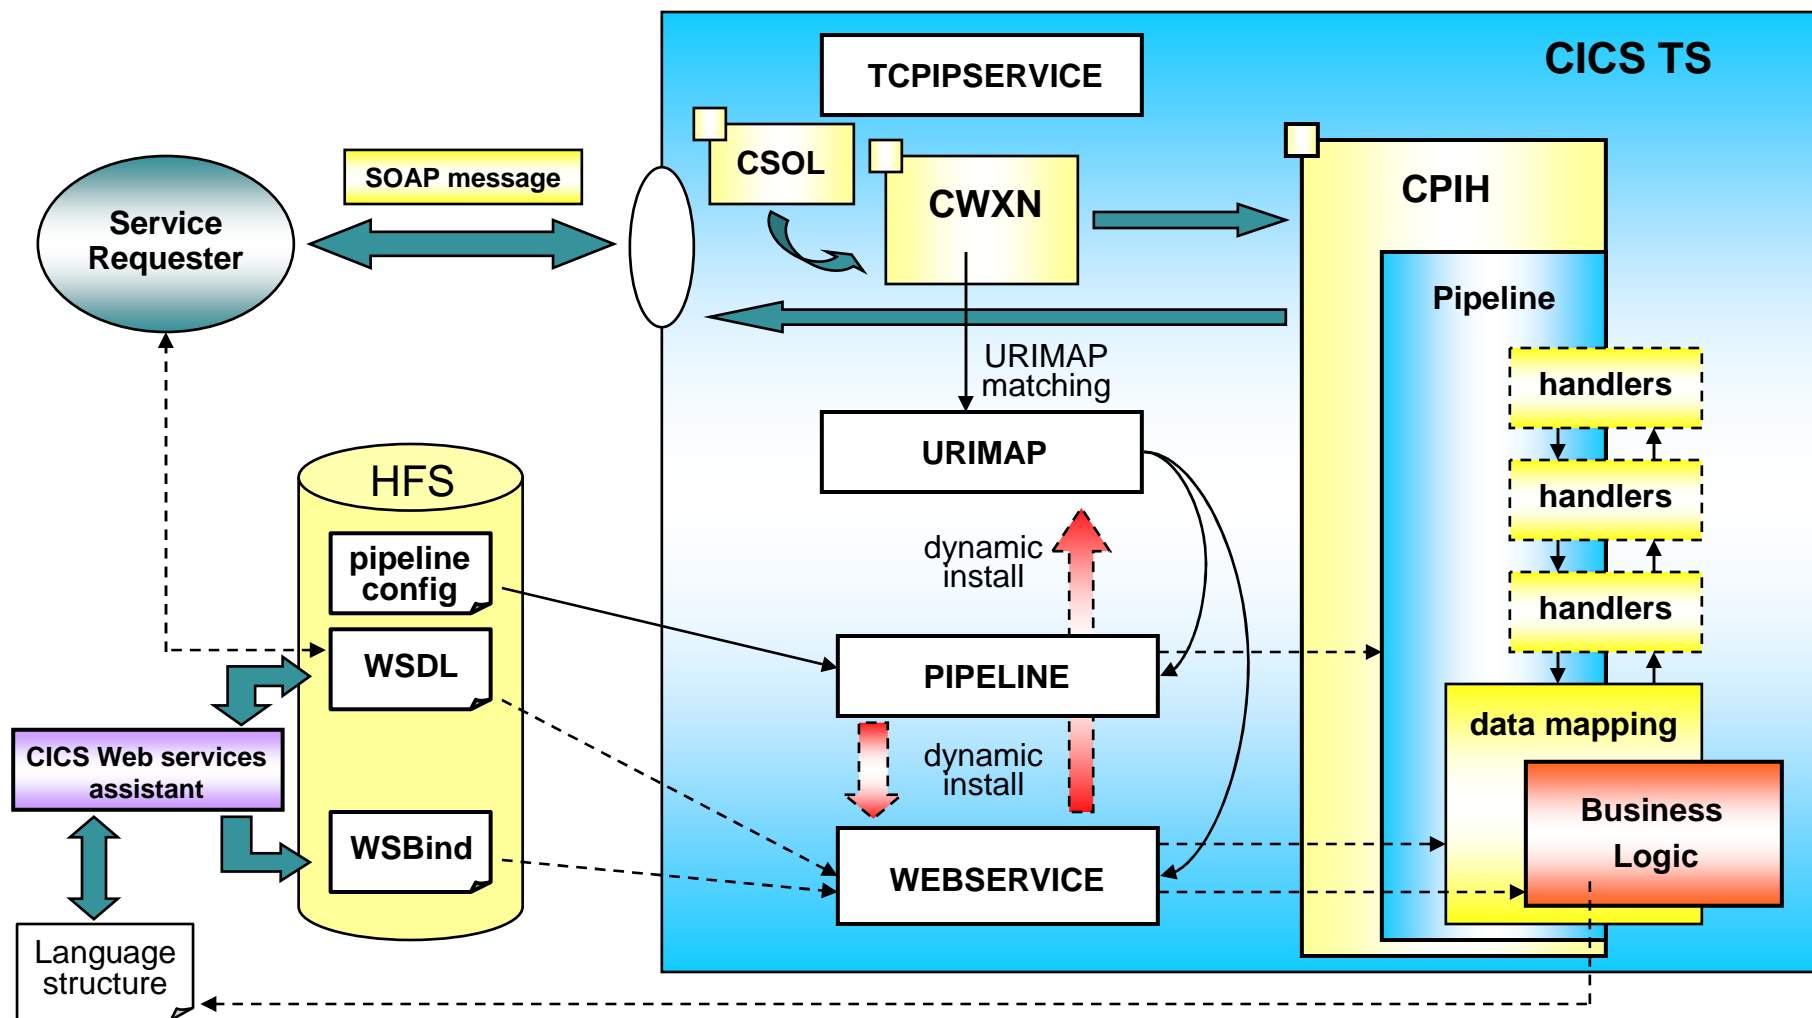 CICS TS
TCPIPSERVICE
CSOL
CWXN
CPIH
SOAP message
Service
Requester
Pipeline
URIMAP
matching
handlers
URIMAP
HFS
handlers
pipeline
config
dynamic
install
handlers
WSDL
PIPELINE
data mapping
CICS Web services
assistant
dynamic
install
Business
Logic
WSBind
WEBSERVICE
Language
structure